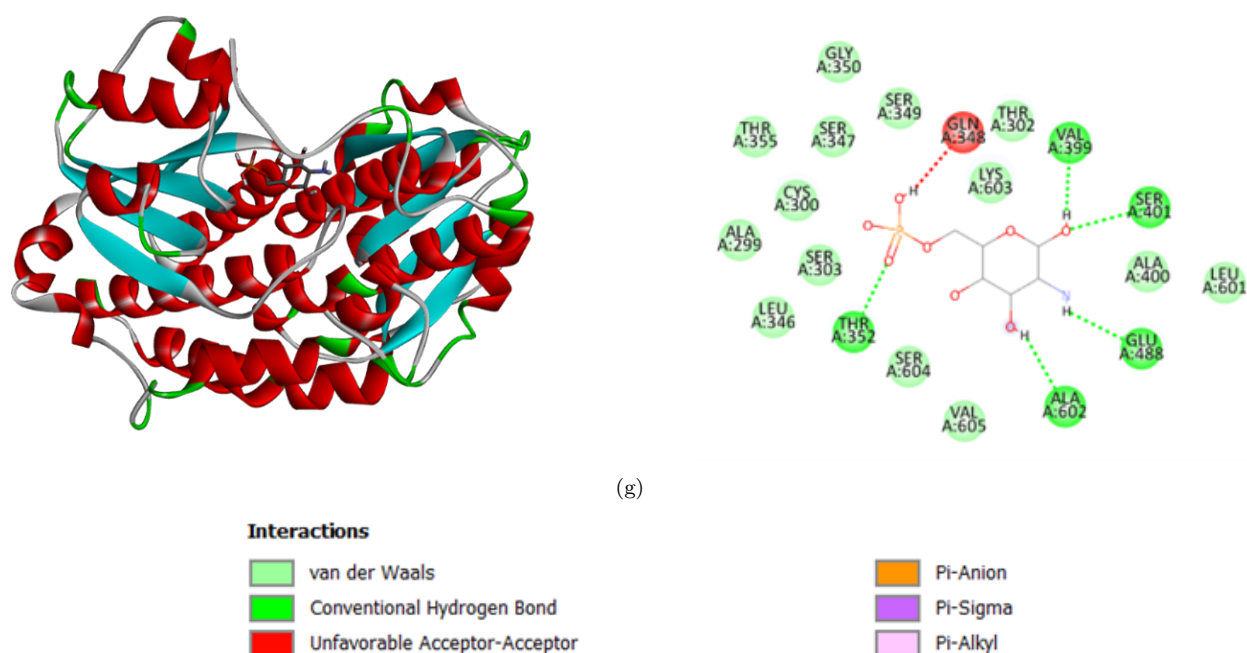 GLY
A:350
SER
A:349
GLN
A:348
THR
A:302
VAL
A:399
THR
A:355
SER
A:347
LYS
A:603
CYS
A:300
SER
A:401
ALA
A:299
SER
A:303
ALA
A:400
LEU
A:601
LEU
A:346
THR
A:352
GLU
A:488
SER
A:604
ALA
A:602
VAL
A:605
H
O
O
P
O
O
O
H
O
N
H
O
O
H
(g)
Interactions
van der Waals
Conventional Hydrogen Bond
Unfavorable Acceptor-Acceptor
Pi-Anion
Pi-Sigma
Pi-Alkyl